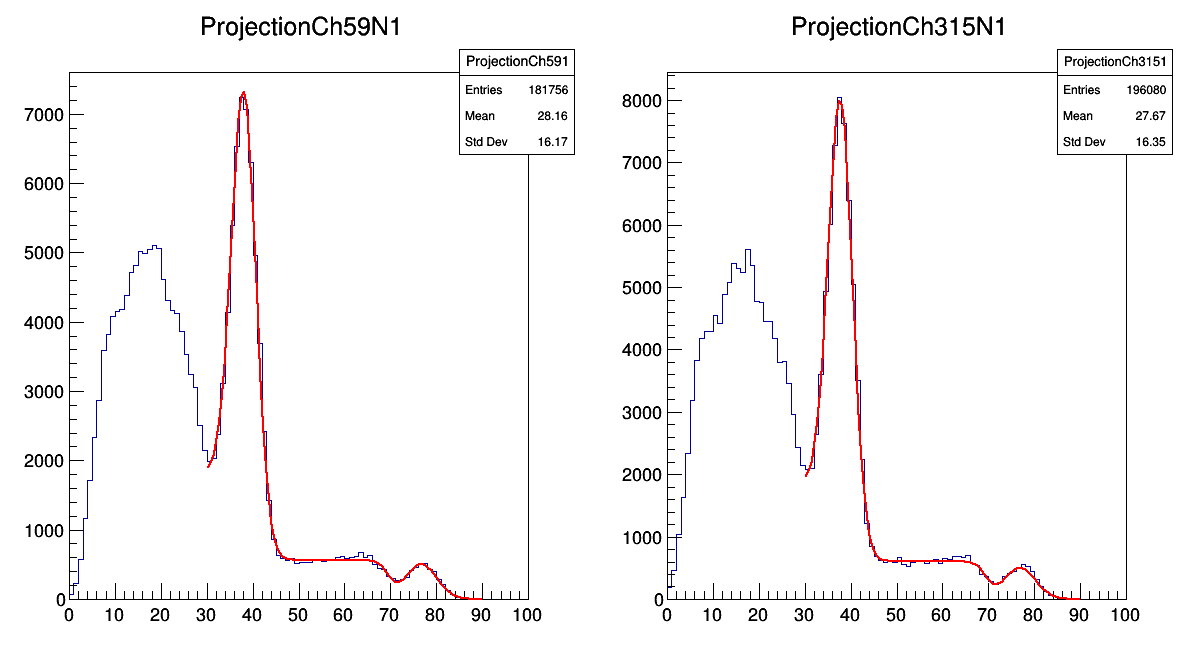 ProjectionCh59N1
ProjectionCh591
Entries 181756
Mean 28.16
Std Dev 16.17
7000
6000
5000
4000
3000
2000
1000
0
0 10 20 30 40 50 60 70 80 90 100
ProjectionCh315N1
ProjectionCh3151
Entries 196080
Mean 27.67
Std Dev 16.35
8000
7000
6000
5000
4000
3000
2000
1000
0
0 10 20 30 40 50 60 70 80 90 100